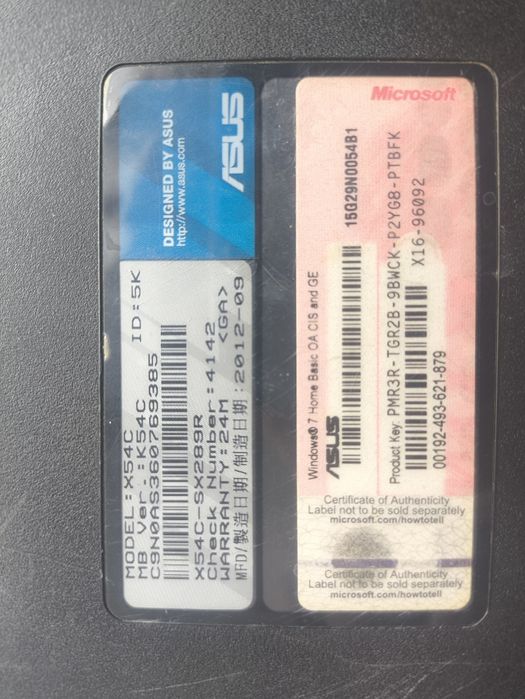 DESIGNED BY ASUS
http://www.asus.com
ASUS
MODEL:X54C ID:5K
MB Ver.:K54C
C9N0AS360769385
X54C-SX289R
Check Number:4142
WARRANTY:24M <GA>
MFD/製造日期/制造日期:2012-09
Microsoft
Windows® 7 Home Basic OA CIS and GE
ASUS
15G29N0054B1
Product Key: PMR3R-TGR2B-9BWCK-P2YG8-PTBFK
X16-96092
00192-493-621-879
Certificate of Authenticity
Label not to be sold separately
microsoft.com/howtotell
Certificate of Authenticity
Label not to be sold separately
microsoft.com/howtotell